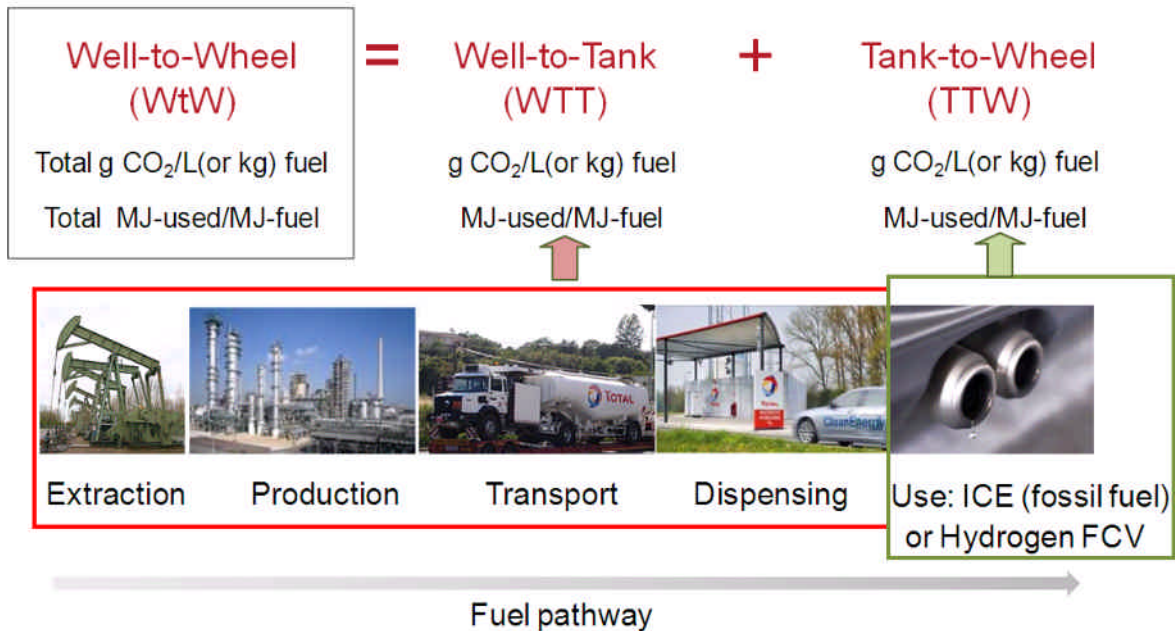 Well-to-Wheel = Well-to-Tank + Tank-to-Wheel
(WtW) (WTT) (TTW)
Total g CO₂/L(or kg) fuel g CO₂/L(or kg) fuel g CO₂/L(or kg) fuel
Total MJ-used/MJ-fuel MJ-used/MJ-fuel MJ-used/MJ-fuel
TOTAL
CleanEnergy
Extraction Production Transport Dispensing Use: ICE (fossil fuel)
or Hydrogen FCV
Fuel pathway